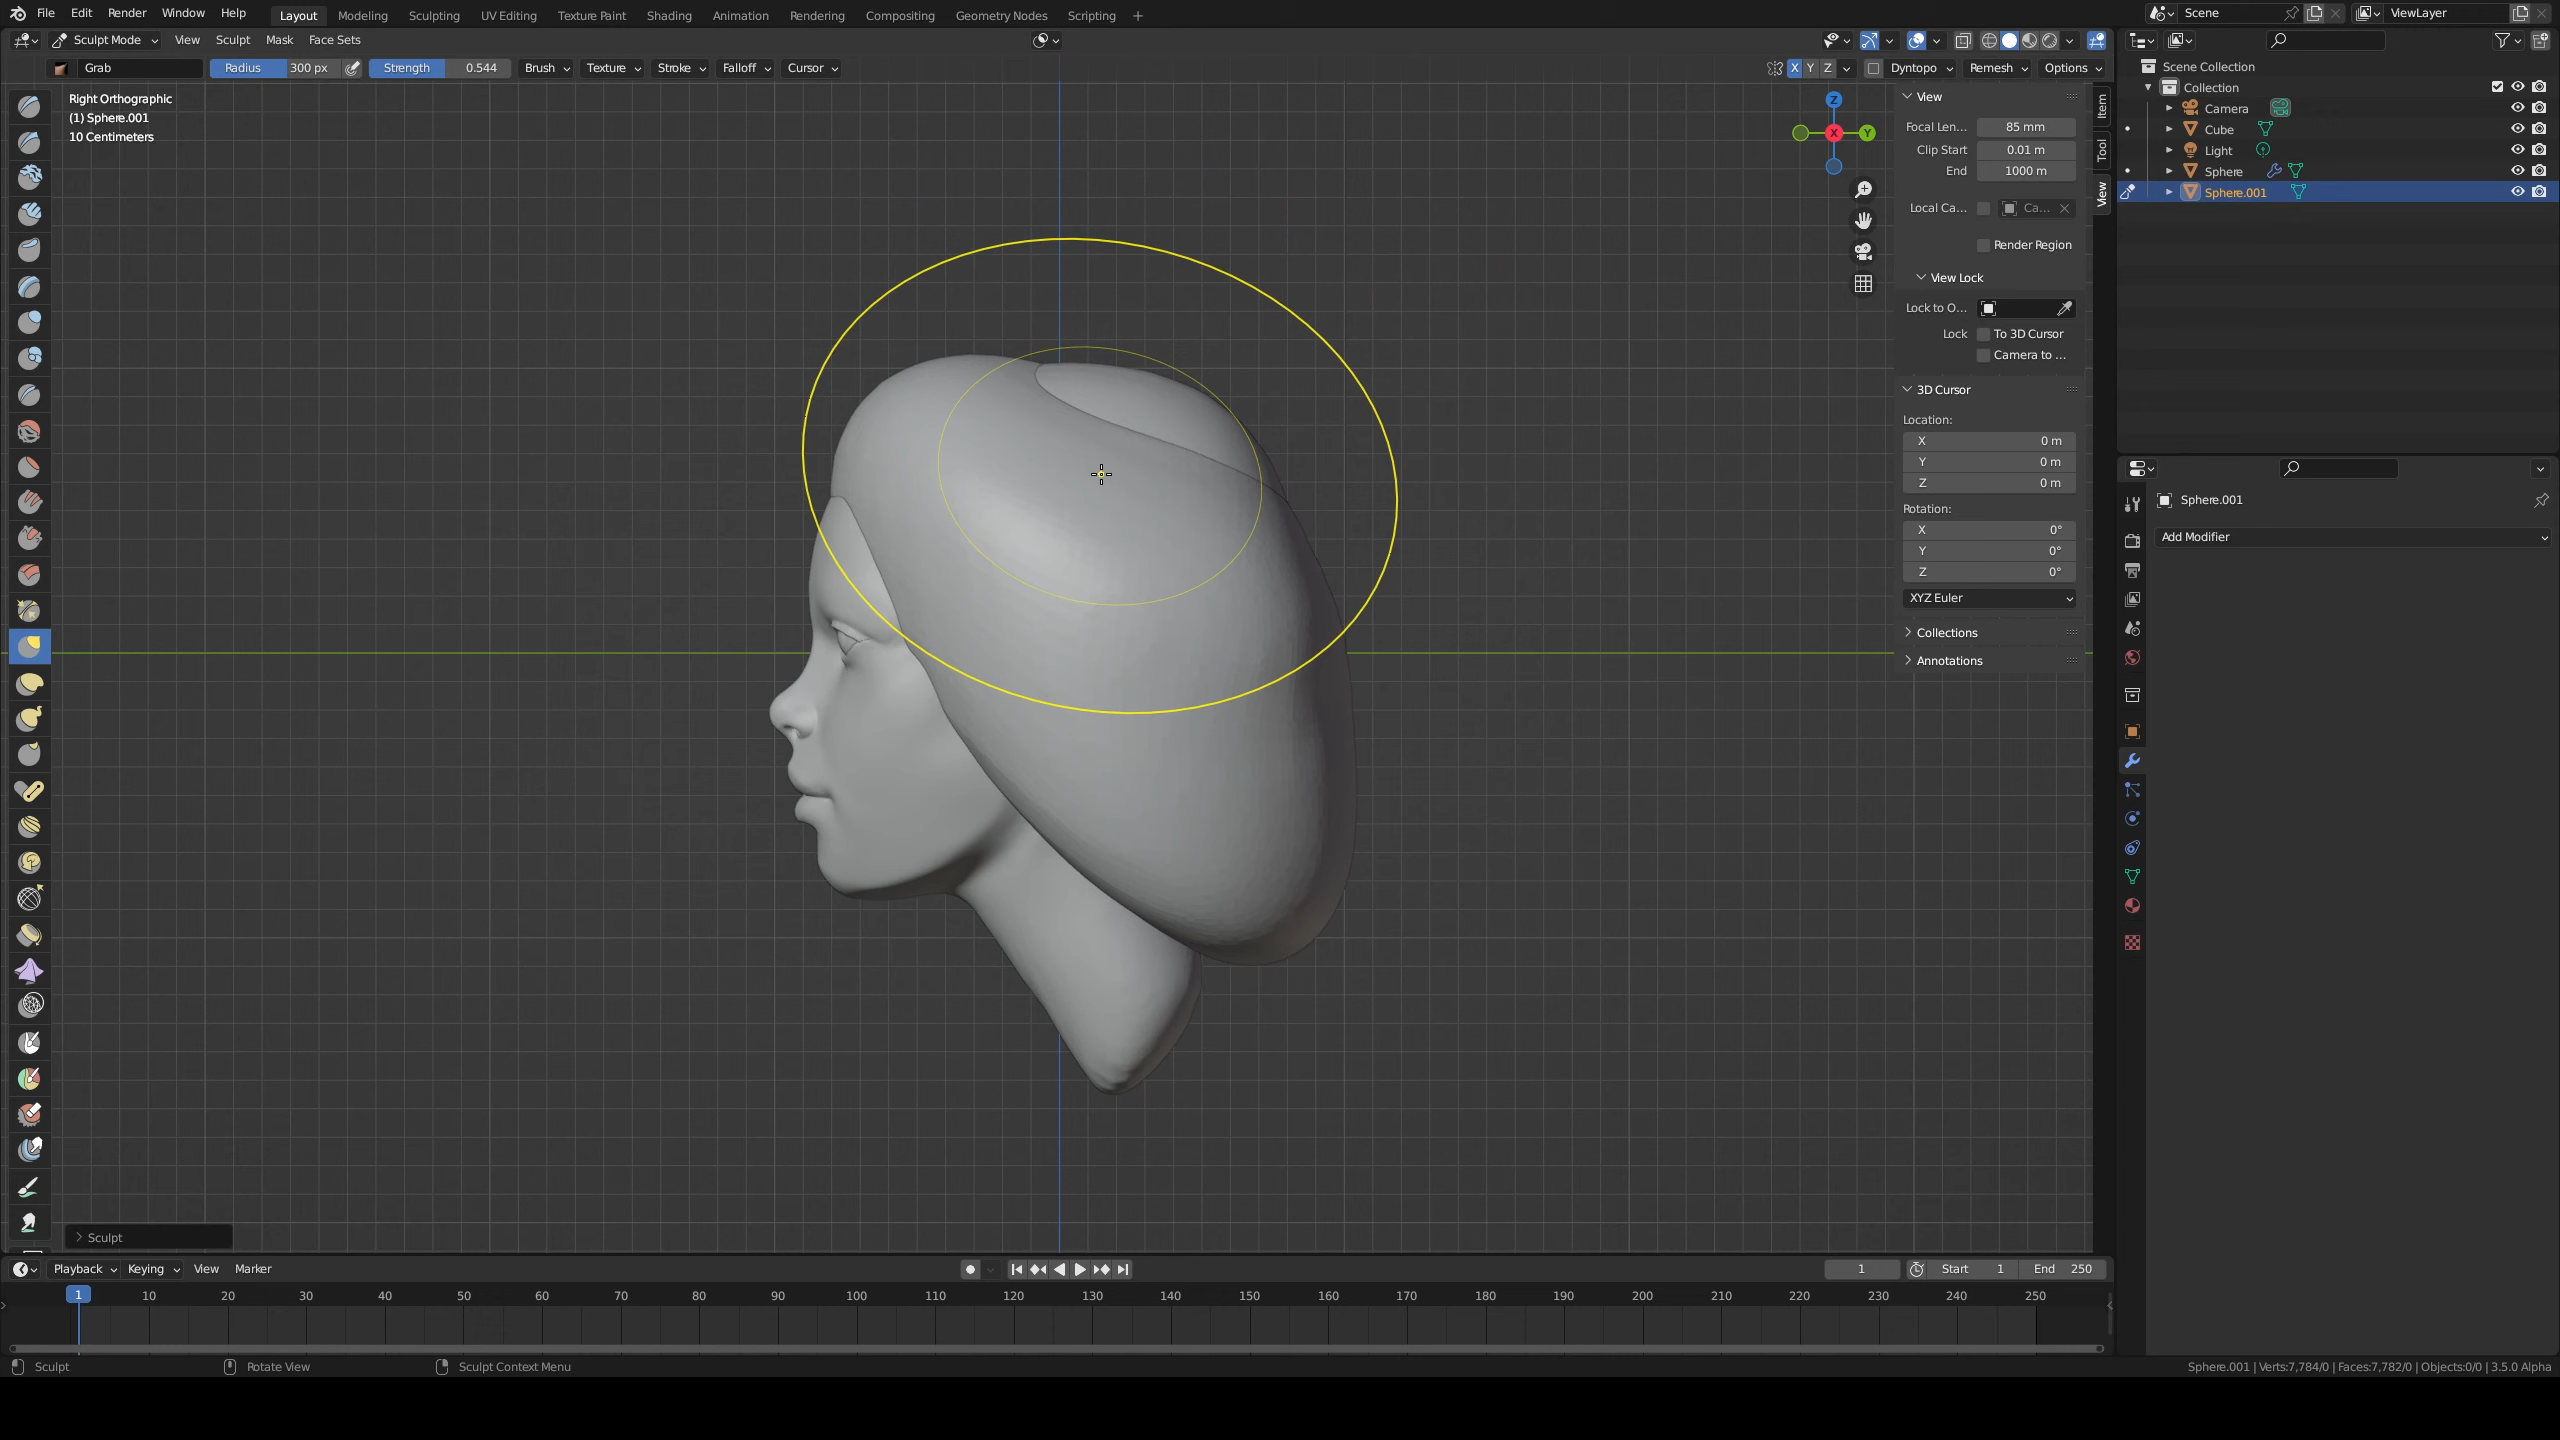 File Edit Render Window Help Layout Modeling Sculpting UV Editing Texture Paint Shading Animation Rendering Compositing Geometry Nodes Scripting + Scene ViewLayer
Sculpt Mode View Sculpt Mask Face Sets
Grab Radius 300 px Strength 0.544 Brush Texture Stroke Falloff Cursor X Y Z Dyntopo Remesh Options
Right Orthographic
(1) Sphere.001
10 Centimeters
Z
X
Y
View
Focal Len... 85 mm
Clip Start 0.01 m
End 1000 m
Local Ca... Ca...
Render Region
View Lock
Lock to O...
Lock To 3D Cursor
Camera to ...
3D Cursor
Location:
X 0 m
Y 0 m
Z 0 m
Rotation:
X 0°
Y 0°
Z 0°
XYZ Euler
Collections
Annotations
Item
Tool
View
Scene Collection
Collection
Camera
Cube
Light
Sphere
Sphere.001
Sphere.001
Add Modifier
Sculpt
Playback Keying View Marker 1 Start 1 End 250
1 10 20 30 40 50 60 70 80 90 100 110 120 130 140 150 160 170 180 190 200 210 220 230 240 250
Sculpt Rotate View Sculpt Context Menu Sphere.001 | Verts:7,784/0 | Faces:7,782/0 | Objects:0/0 | 3.5.0 Alpha